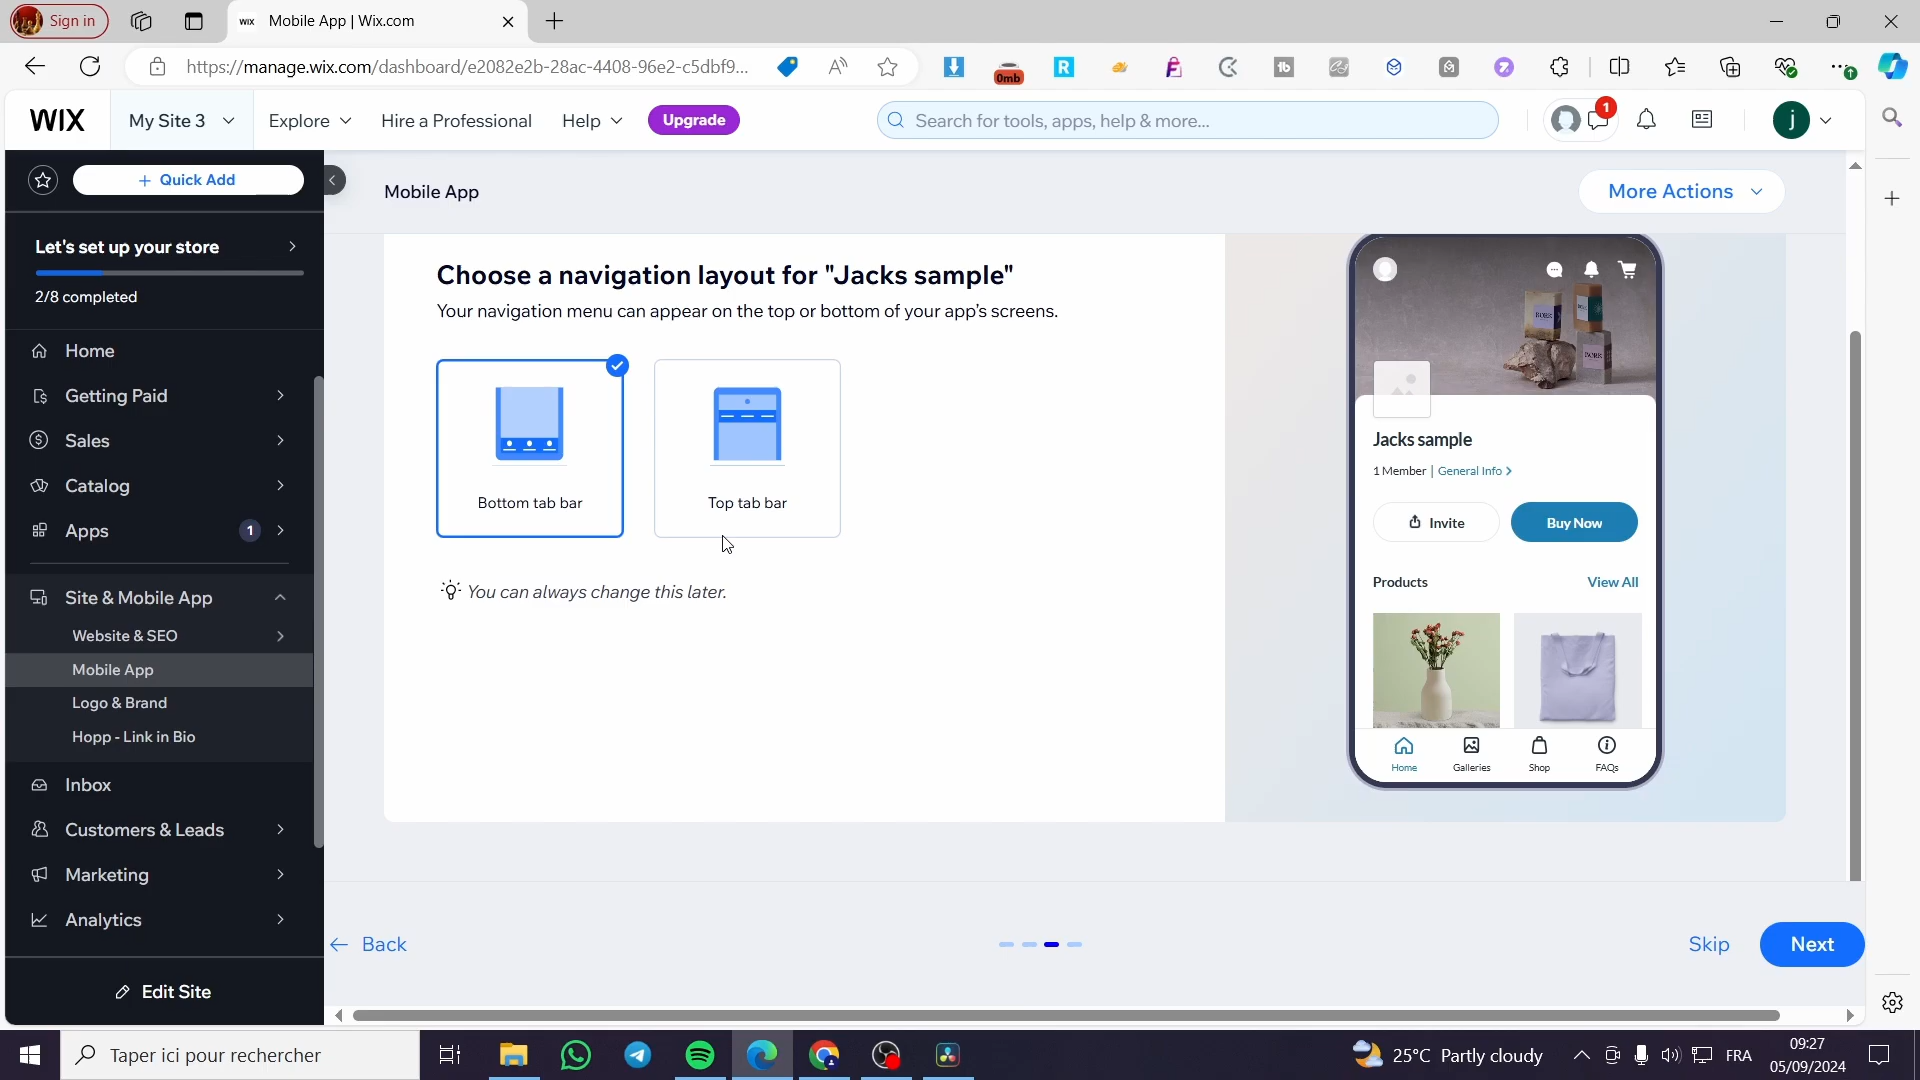 Sign in
WiX
Mobile App | Wix.com
https://manage.wix.com/dashboard/e2082e2b-28ac-4408-96e2-c5dbf9...
0mb
WIX
My Site 3
Explore
Hire a Professional
Help
Upgrade
Search for tools, apps, help & more...
1
j
Quick Add
Let's set up your store
2/8 completed
Home
Getting Paid
Sales
Catalog
Apps
1
Site & Mobile App
Website & SEO
Mobile App
Logo & Brand
Hopp - Link in Bio
Inbox
Customers & Leads
Marketing
Analytics
Edit Site
Mobile App
More Actions
Choose a navigation layout for "Jacks sample"
Your navigation menu can appear on the top or bottom of your app's screens.
Bottom tab bar
Top tab bar
You can always change this later.
Jacks sample
1 Member | General Info
Invite
Buy Now
Products
View All
Home
Galleries
Shop
FAQs
Back
Skip
Next
Taper ici pour rechercher
25°C Partly cloudy
FRA
09:27
05/09/2024